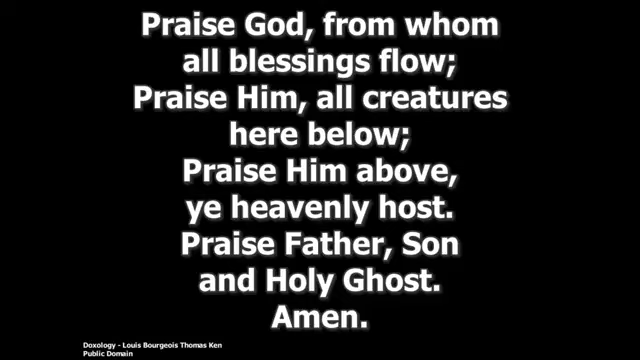 Praise God, from whom
all blessings flow;
Praise Him, all creatures
here below;
Praise Him above,
ye heavenly host.
Praise Father, Son
and Holy Ghost.
Amen.
Doxology - Louis Bourgeois Thomas Ken
Public Domain